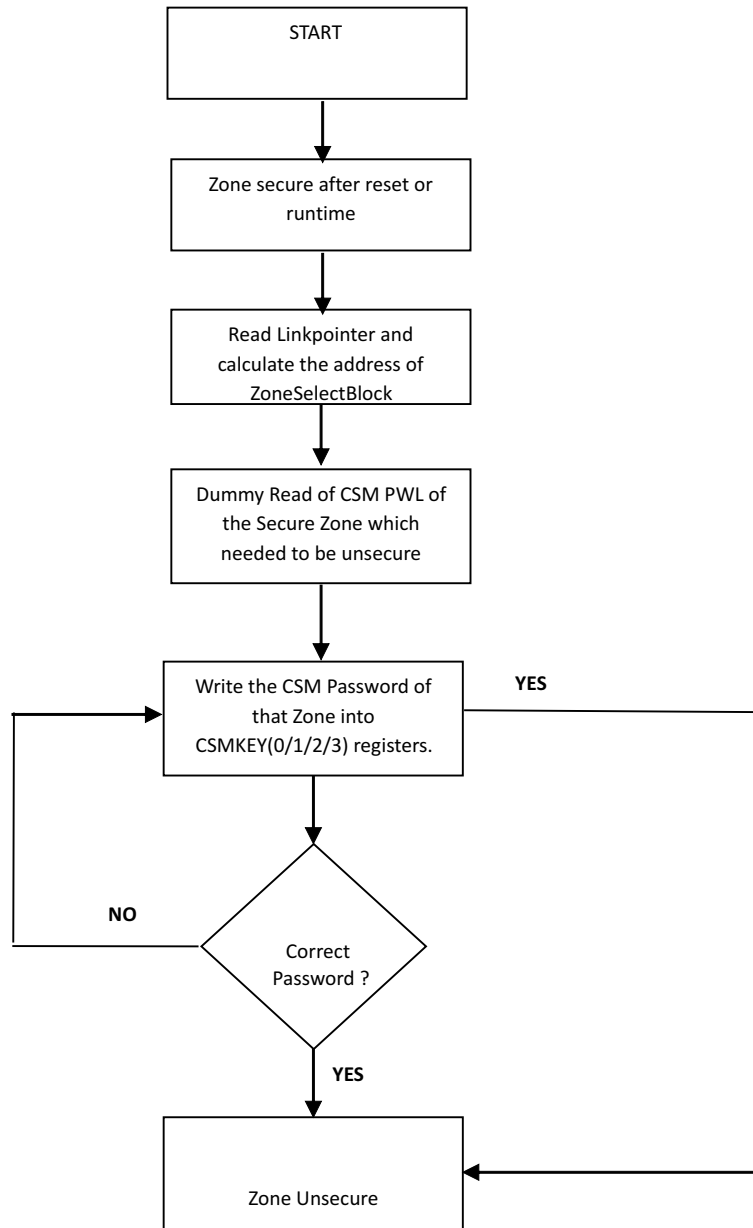 START
Zone secure after reset or
runtime
Read Linkpointer and
calculate the address of
ZoneSelectBlock
Dummy Read of CSM PWL of
the Secure Zone which
needed to be unsecure
Write the CSM Password of
that Zone into
CSMKEY(0/1/2/3) registers.
YES
NO
Correct
Password ?
YES
Zone Unsecure